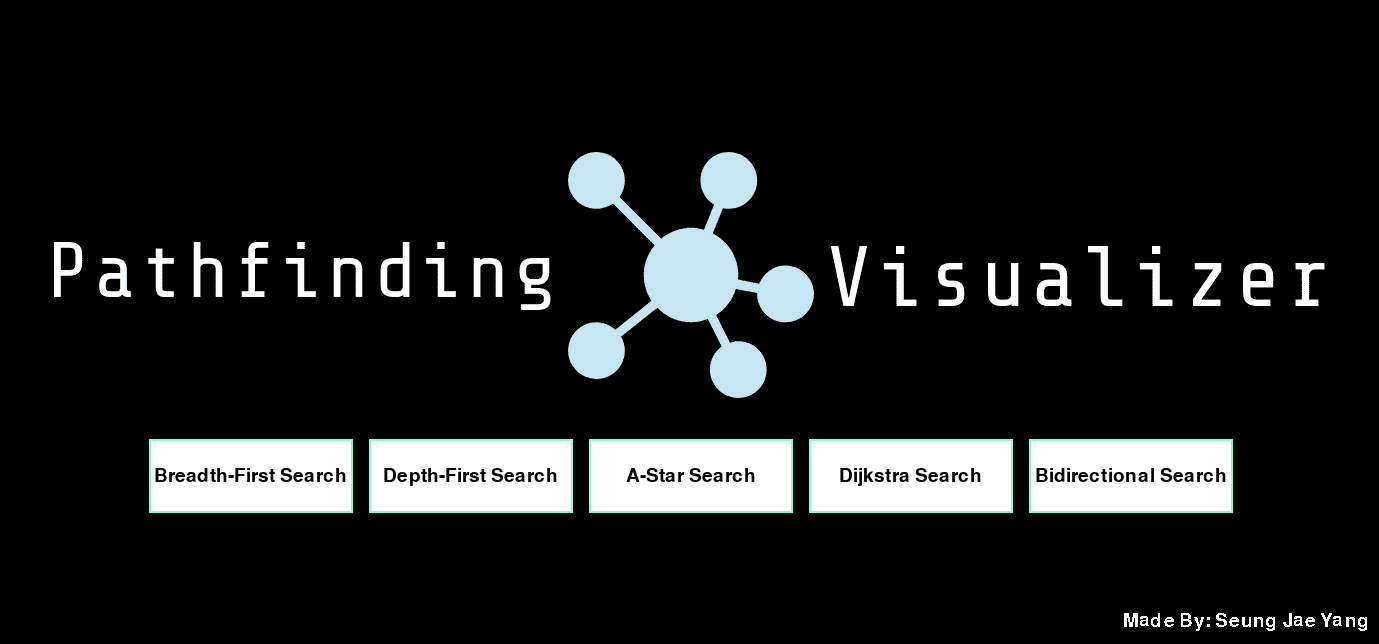 Pathfinding Visualizer
Breadth-First Search
Depth-First Search
A-Star Search
Dijkstra Search
Bidirectional Search
Made By: Seung Jae Yang